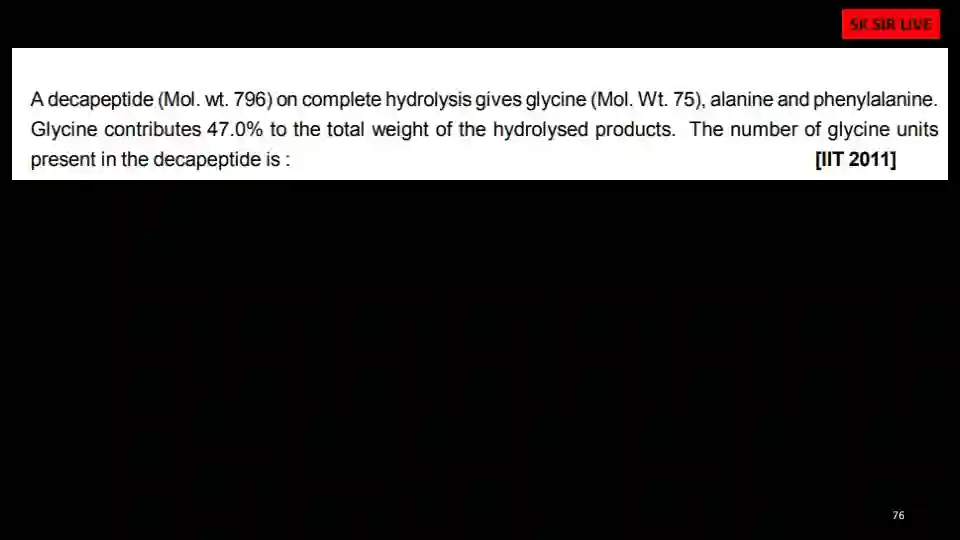 SK SIR LIVE
A decapeptide (Mol. wt. 796) on complete hydrolysis gives glycine (Mol. Wt. 75), alanine and phenylalanine.
Glycine contributes 47.0% to the total weight of the hydrolysed products. The number of glycine units
present in the decapeptide is : [IIT 2011]
76